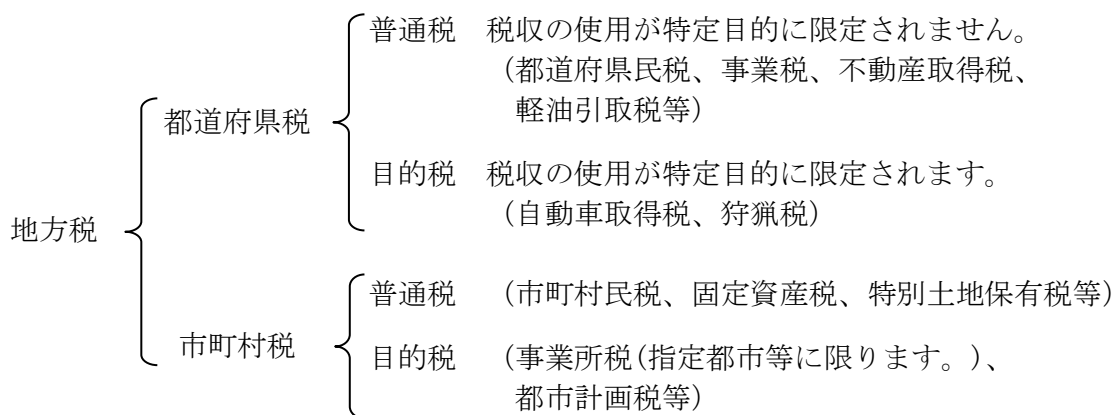 普通税 税収の使用が特定目的に限定されません。
（都道府県民税、事業税、不動産取得税、
軽油引取税等）
都道府県税
目的税 税収の使用が特定目的に限定されます。
（自動車取得税、狩猟税）
地方税
普通税 （市町村民税、固定資産税、特別土地保有税等）
市町村税
目的税 （事業所税（指定都市等に限ります。）、
都市計画税等）